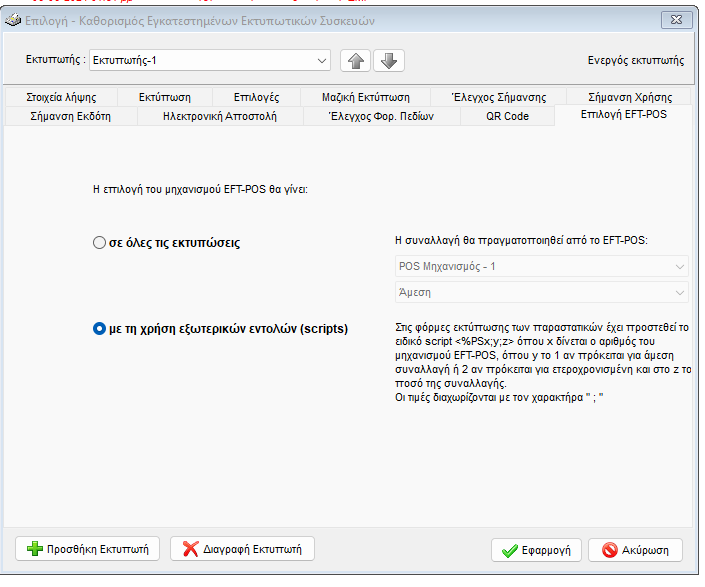 Επιλογή - Καθορισμός Εγκατεστημένων Εκτυπωτικών Συσκευών
Εκτυπωτής : Εκτυπωτής-1 Ενεργός εκτυπωτής
Στοιχεία λήψης Εκτύπωση Επιλογές Μαζική Εκτύπωση Έλεγχος Σήμανσης Σήμανση Χρήσης
Σήμανση Εκδότη Ηλεκτρονική Αποστολή Έλεγχος Φορ. Πεδίων QR Code Επιλογή EFT-POS
Η επιλογή του μηχανισμού EFT-POS θα γίνει:
σε όλες τις εκτυπώσεις
Η συναλλαγή θα πραγματοποιηθεί από το EFT-POS:
POS Μηχανισμός - 1
Άμεση
με τη χρήση εξωτερικών εντολών (scripts)
Στις φόρμες εκτύπωσης των παραστατικών έχει προστεθεί το
ειδικό script <%PSx;y;z> όπου x δίνεται ο αριθμός του
μηχανισμού EFT-POS, όπου y το 1 αν πρόκειται για άμεση
συναλλαγή ή 2 αν πρόκειται για ετεροχρονισμένη και στο z το
ποσό της συναλλαγής.
Οι τιμές διαχωρίζονται με τον χαρακτήρα " ; "
Προσθήκη Εκτυπωτή Διαγραφή Εκτυπωτή Εφαρμογή Ακύρωση